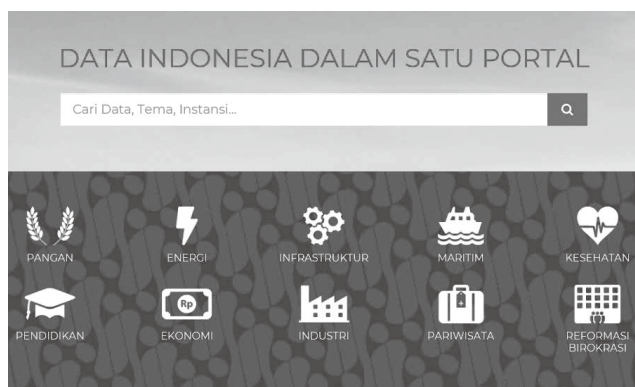 DATA INDONESIA DALAM SATU PORTAL
Cari Data, Tema, Instansi...
PANGAN
ENERGI
INFRASTRUKTUR
MARITIM
KESEHATAN
PENDIDIKAN
Rp
EKONOMI
INDUSTRI
PARIWISATA
REFORMASI
BIROKRASI